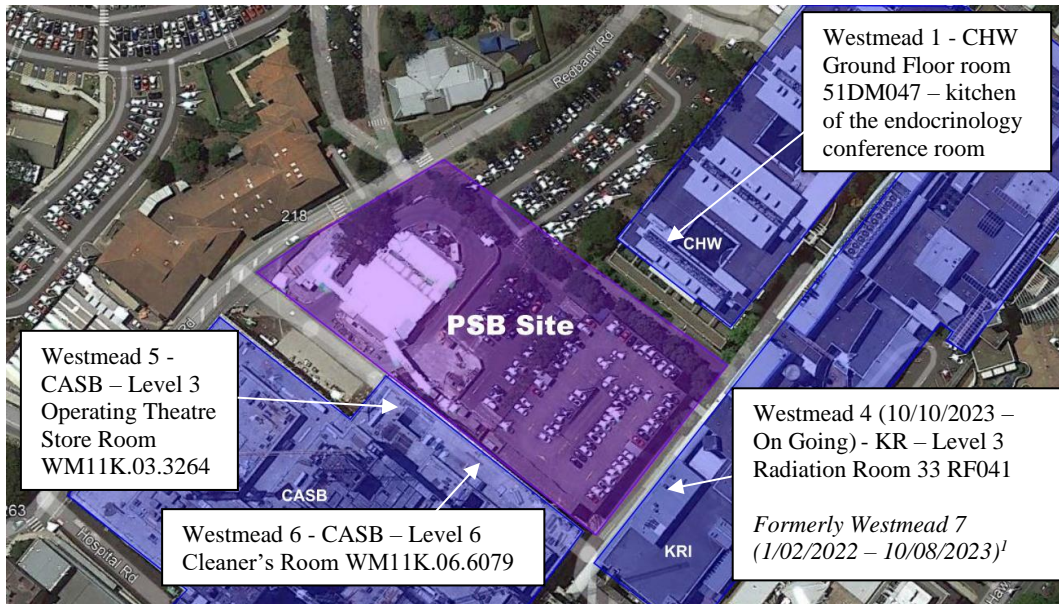 Westmead 1 - CHW
Ground Floor room
51DM047 – kitchen
of the endocrinology
conference room
Redbank Rd
218
CHW
PSB Site
Rd
Westmead 5 -
CASB – Level 3
Operating Theatre
Store Room
WM11K.03.3264
Westmead 4 (10/10/2023 –
On Going) - KR – Level 3
Radiation Room 33 RF041
Formerly Westmead 7
(1/02/2022 – 10/08/2023)¹
CASB
263
Westmead 6 - CASB – Level 6
Cleaner's Room WM11K.06.6079
KRI
Hospital Rd